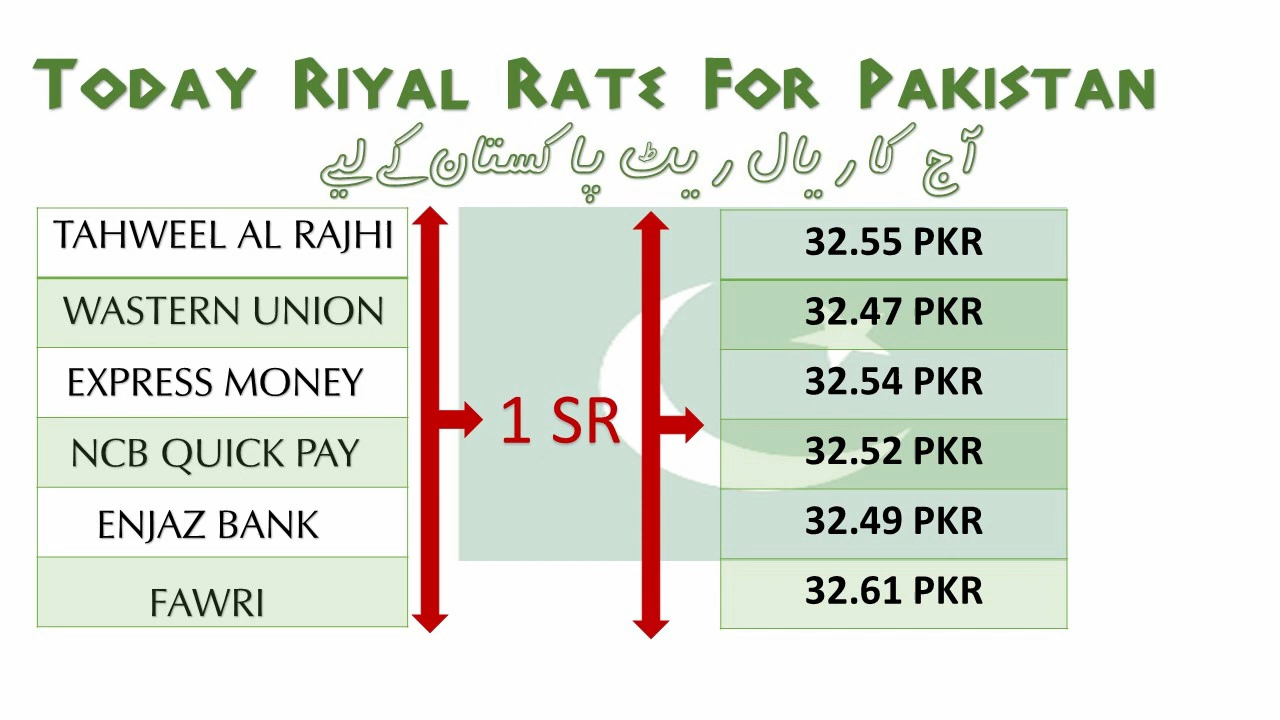 Today Riyal Rate For Pakistan
آج کا ریال ریٹ پاکستان کے لیے
TAHWEEL AL RAJHI 32.55 PKR
WASTERN UNION 32.47 PKR
EXPRESS MONEY 32.54 PKR
1 SR
NCB QUICK PAY 32.52 PKR
ENJAZ BANK 32.49 PKR
FAWRI 32.61 PKR